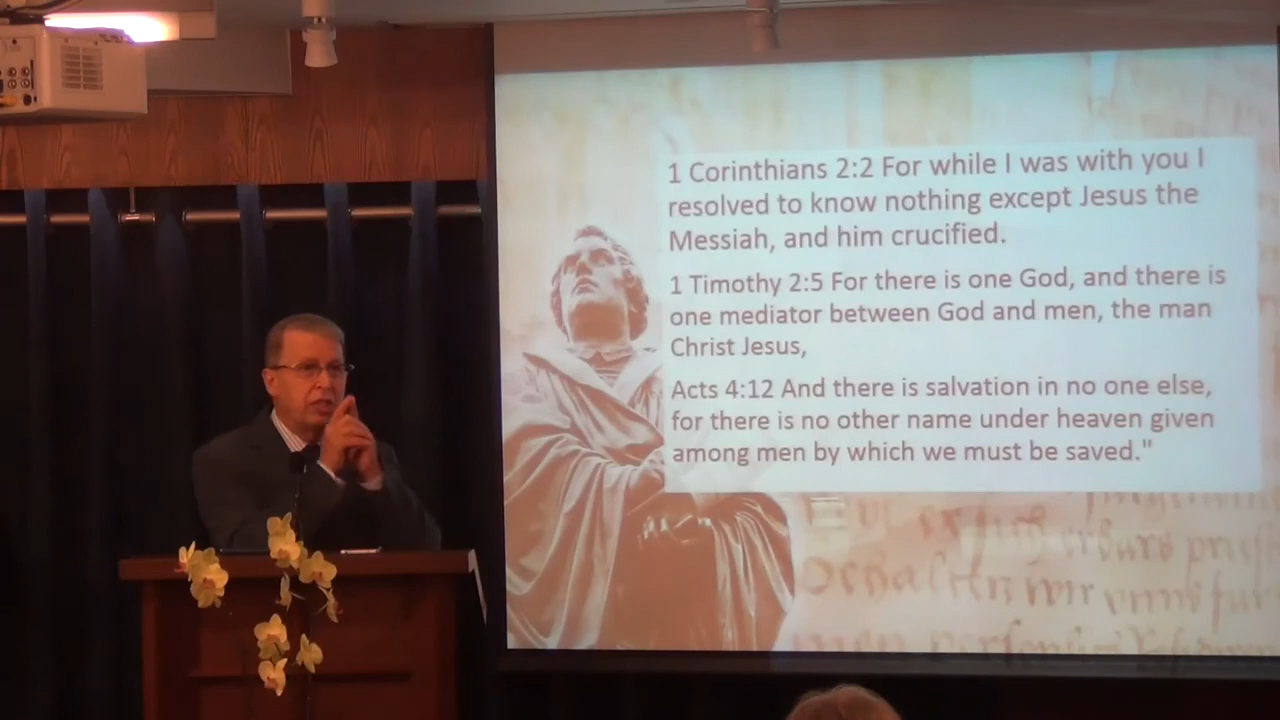 1 Corinthians 2:2 For while I was with you I
resolved to know nothing except Jesus the
Messiah, and him crucified.
1 Timothy 2:5 For there is one God, and there is
one mediator between God and men, the man
Christ Jesus,
Acts 4:12 And there is salvation in no one else,
for there is no other name under heaven given
among men by which we must be saved."